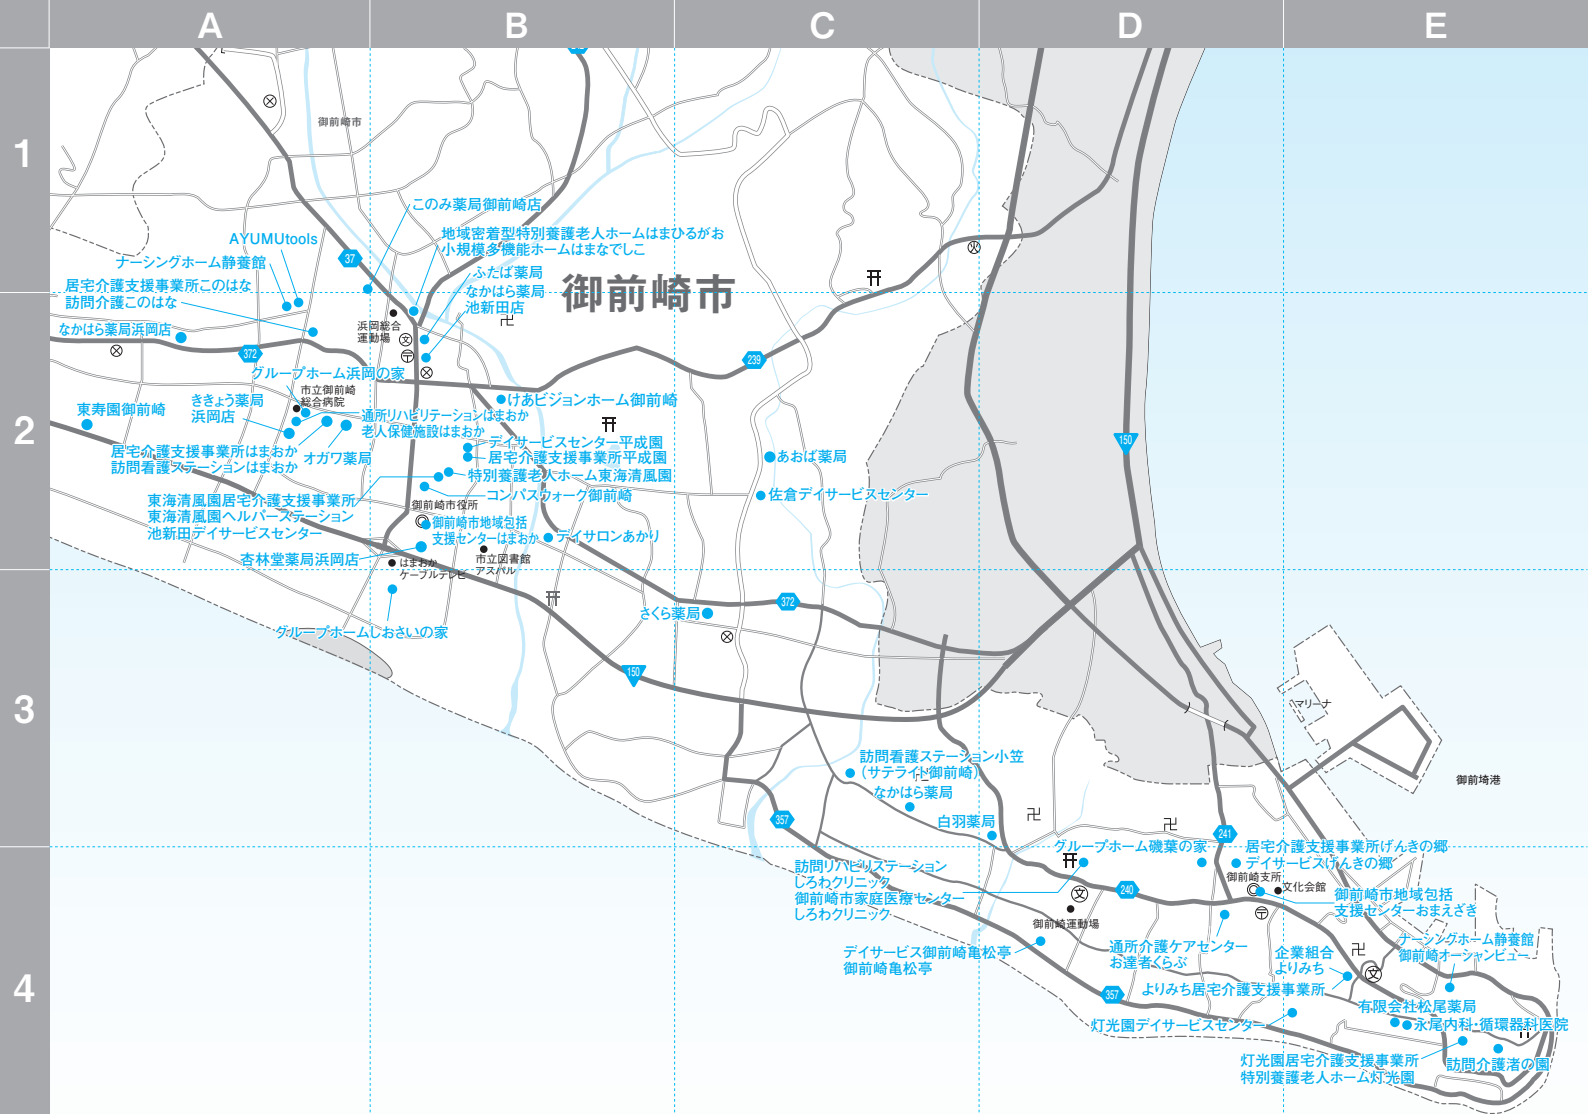 A
B
C
D
E
1
2
3
4
御前崎市
このみ薬局御前崎店
AYUMUtools
地域密着型特別養護老人ホームはまひるがお
小規模多機能ホームはまなでしこ
37
ナーシングホーム静養館
ふたば薬局
居宅介護支援事業所このはな
訪問介護このはな
なかはら薬局
池新田店
御前崎市
火
なかはら薬局浜岡店
浜岡総合
運動場
文
372
239
グループホーム浜岡の家
市立御前崎
総合病院
ききょう薬局
浜岡店
東寿園御前崎
けあビジョンホーム御前崎
通所リハビリテーションはまおか
老人保健施設はまおか
150
居宅介護支援事業所はまおか
訪問看護ステーションはまおか
オガワ薬局
デイサービスセンター平成園
居宅介護支援事業所平成園
あおば薬局
特別養護老人ホーム東海清風園
コンパスウォーク御前崎
佐倉デイサービスセンター
東海清風園居宅介護支援事業所
東海清風園ヘルパーステーション
池新田デイサービスセンター
御前崎市役所
御前崎市地域包括
支援センターはまおか
デイサロンあかり
杏林堂薬局浜岡店
はまおか
ケーブルテレビ
市立図書館
アスパル
さくら薬局
372
グループホームしおさいの家
150
マリーナ
訪問看護ステーション小笠
(サテライト御前崎)
御前埼港
なかはら薬局
357
白羽薬局
241
グループホーム磯葉の家
居宅介護支援事業所げんきの郷
デイサービスげんきの郷
訪問リハビリステーション
しろわクリニック
御前崎市家庭医療センター
しろわクリニック
文
240
御前崎支所
文化会館
御前崎市地域包括
支援センターおまえざき
御前崎運動場
デイサービス御前崎亀松亭
御前崎亀松亭
通所介護ケアセンター
お達者くらぶ
企業組合
よりみち
文
ナーシングホーム静養館
御前崎オーシャンビュー
よりみち居宅介護支援事業所
357
有限会社松尾薬局
灯光園デイサービスセンター
永尾内科・循環器科医院
灯光園居宅介護支援事業所
特別養護老人ホーム灯光園
訪問介護渚の園